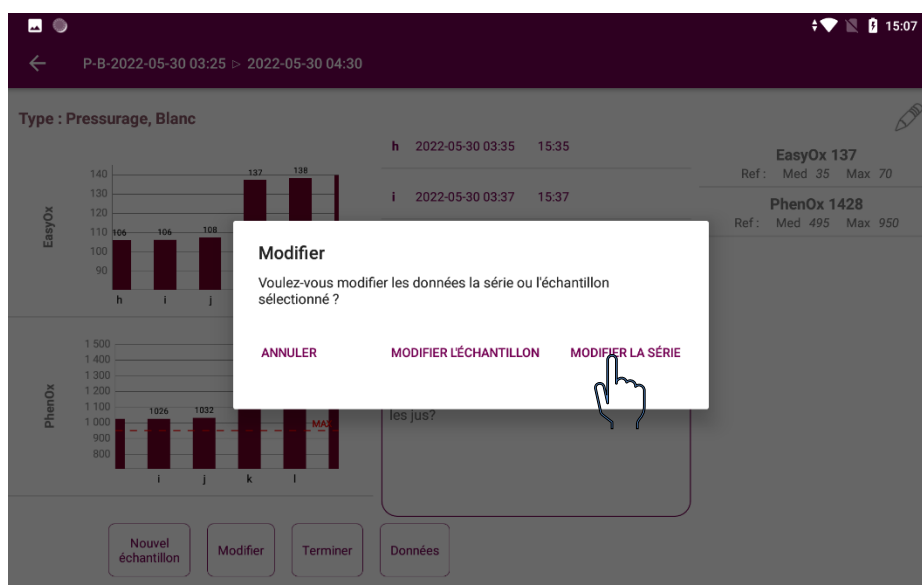 15:07
P-B-2022-05-30 03:25 ▷ 2022-05-30 04:30
Type : Pressurage, Blanc
EasyOx
140
130
120
110
100
90
106
106
108
137
138
h
i
j
PhenOx
1 500
1 400
1 300
1 200
1 100
1 000
900
800
1026
1032
MAX
i
j
k
l
h 2022-05-30 03:35 15:35
i 2022-05-30 03:37 15:37
EasyOx 137
Ref : Med 35 Max 70
PhenOx 1428
Ref : Med 495 Max 950
Modifier
Voulez-vous modifier les données la série ou l'échantillon
sélectionné ?
ANNULER
MODIFIER L'ÉCHANTILLON
MODIFIER LA SÉRIE
les jus?
Nouvel
échantillon
Modifier
Terminer
Données